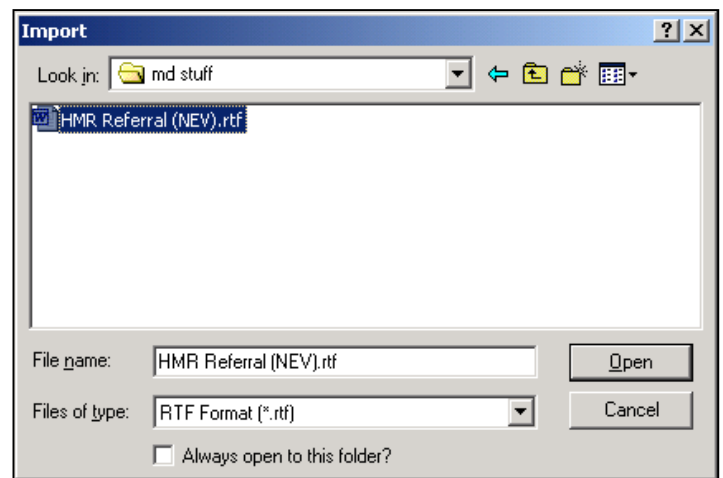 Import
Look in: md stuff
HMR Referral (NEV).rtf
File name: HMR Referral (NEV).rtf Open
Files of type: RTF Format (*.rtf) Cancel
Always open to this folder?